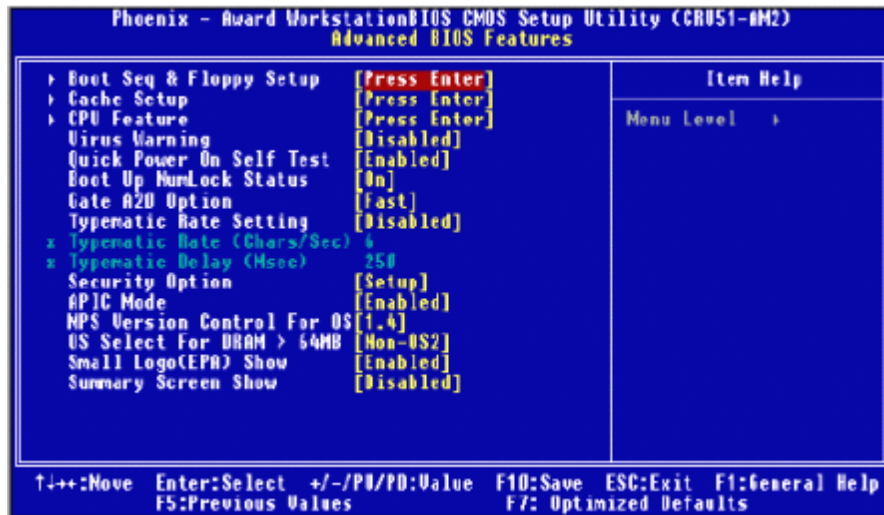 Phoenix - Award WorkstationBIOS CMOS Setup Utility (CRU51-AM2)
Advanced BIOS Features
Boot Seq & Floppy Setup [Press Enter]
Cache Setup [Press Enter]
CPU Feature [Press Enter]
Virus Warning [Disabled]
Quick Power On Self Test [Enabled]
Boot Up NumLock Status [On]
Gate A20 Option [Fast]
Typematic Rate Setting [Disabled]
x Typematic Rate (Chars/Sec) 6
x Typematic Delay (Msec) 250
Security Option [Setup]
APIC Mode [Enabled]
MPS Version Control For OS[1.4]
OS Select For DRAM > 64MB [Non-OS2]
Small Logo(EPA) Show [Enabled]
Summary Screen Show [Disabled]
Item Help
Menu Level
↑↓→←:Move Enter:Select +/-/PU/PD:Value F10:Save ESC:Exit F1:General Help
F5:Previous Values F7: Optimized Defaults